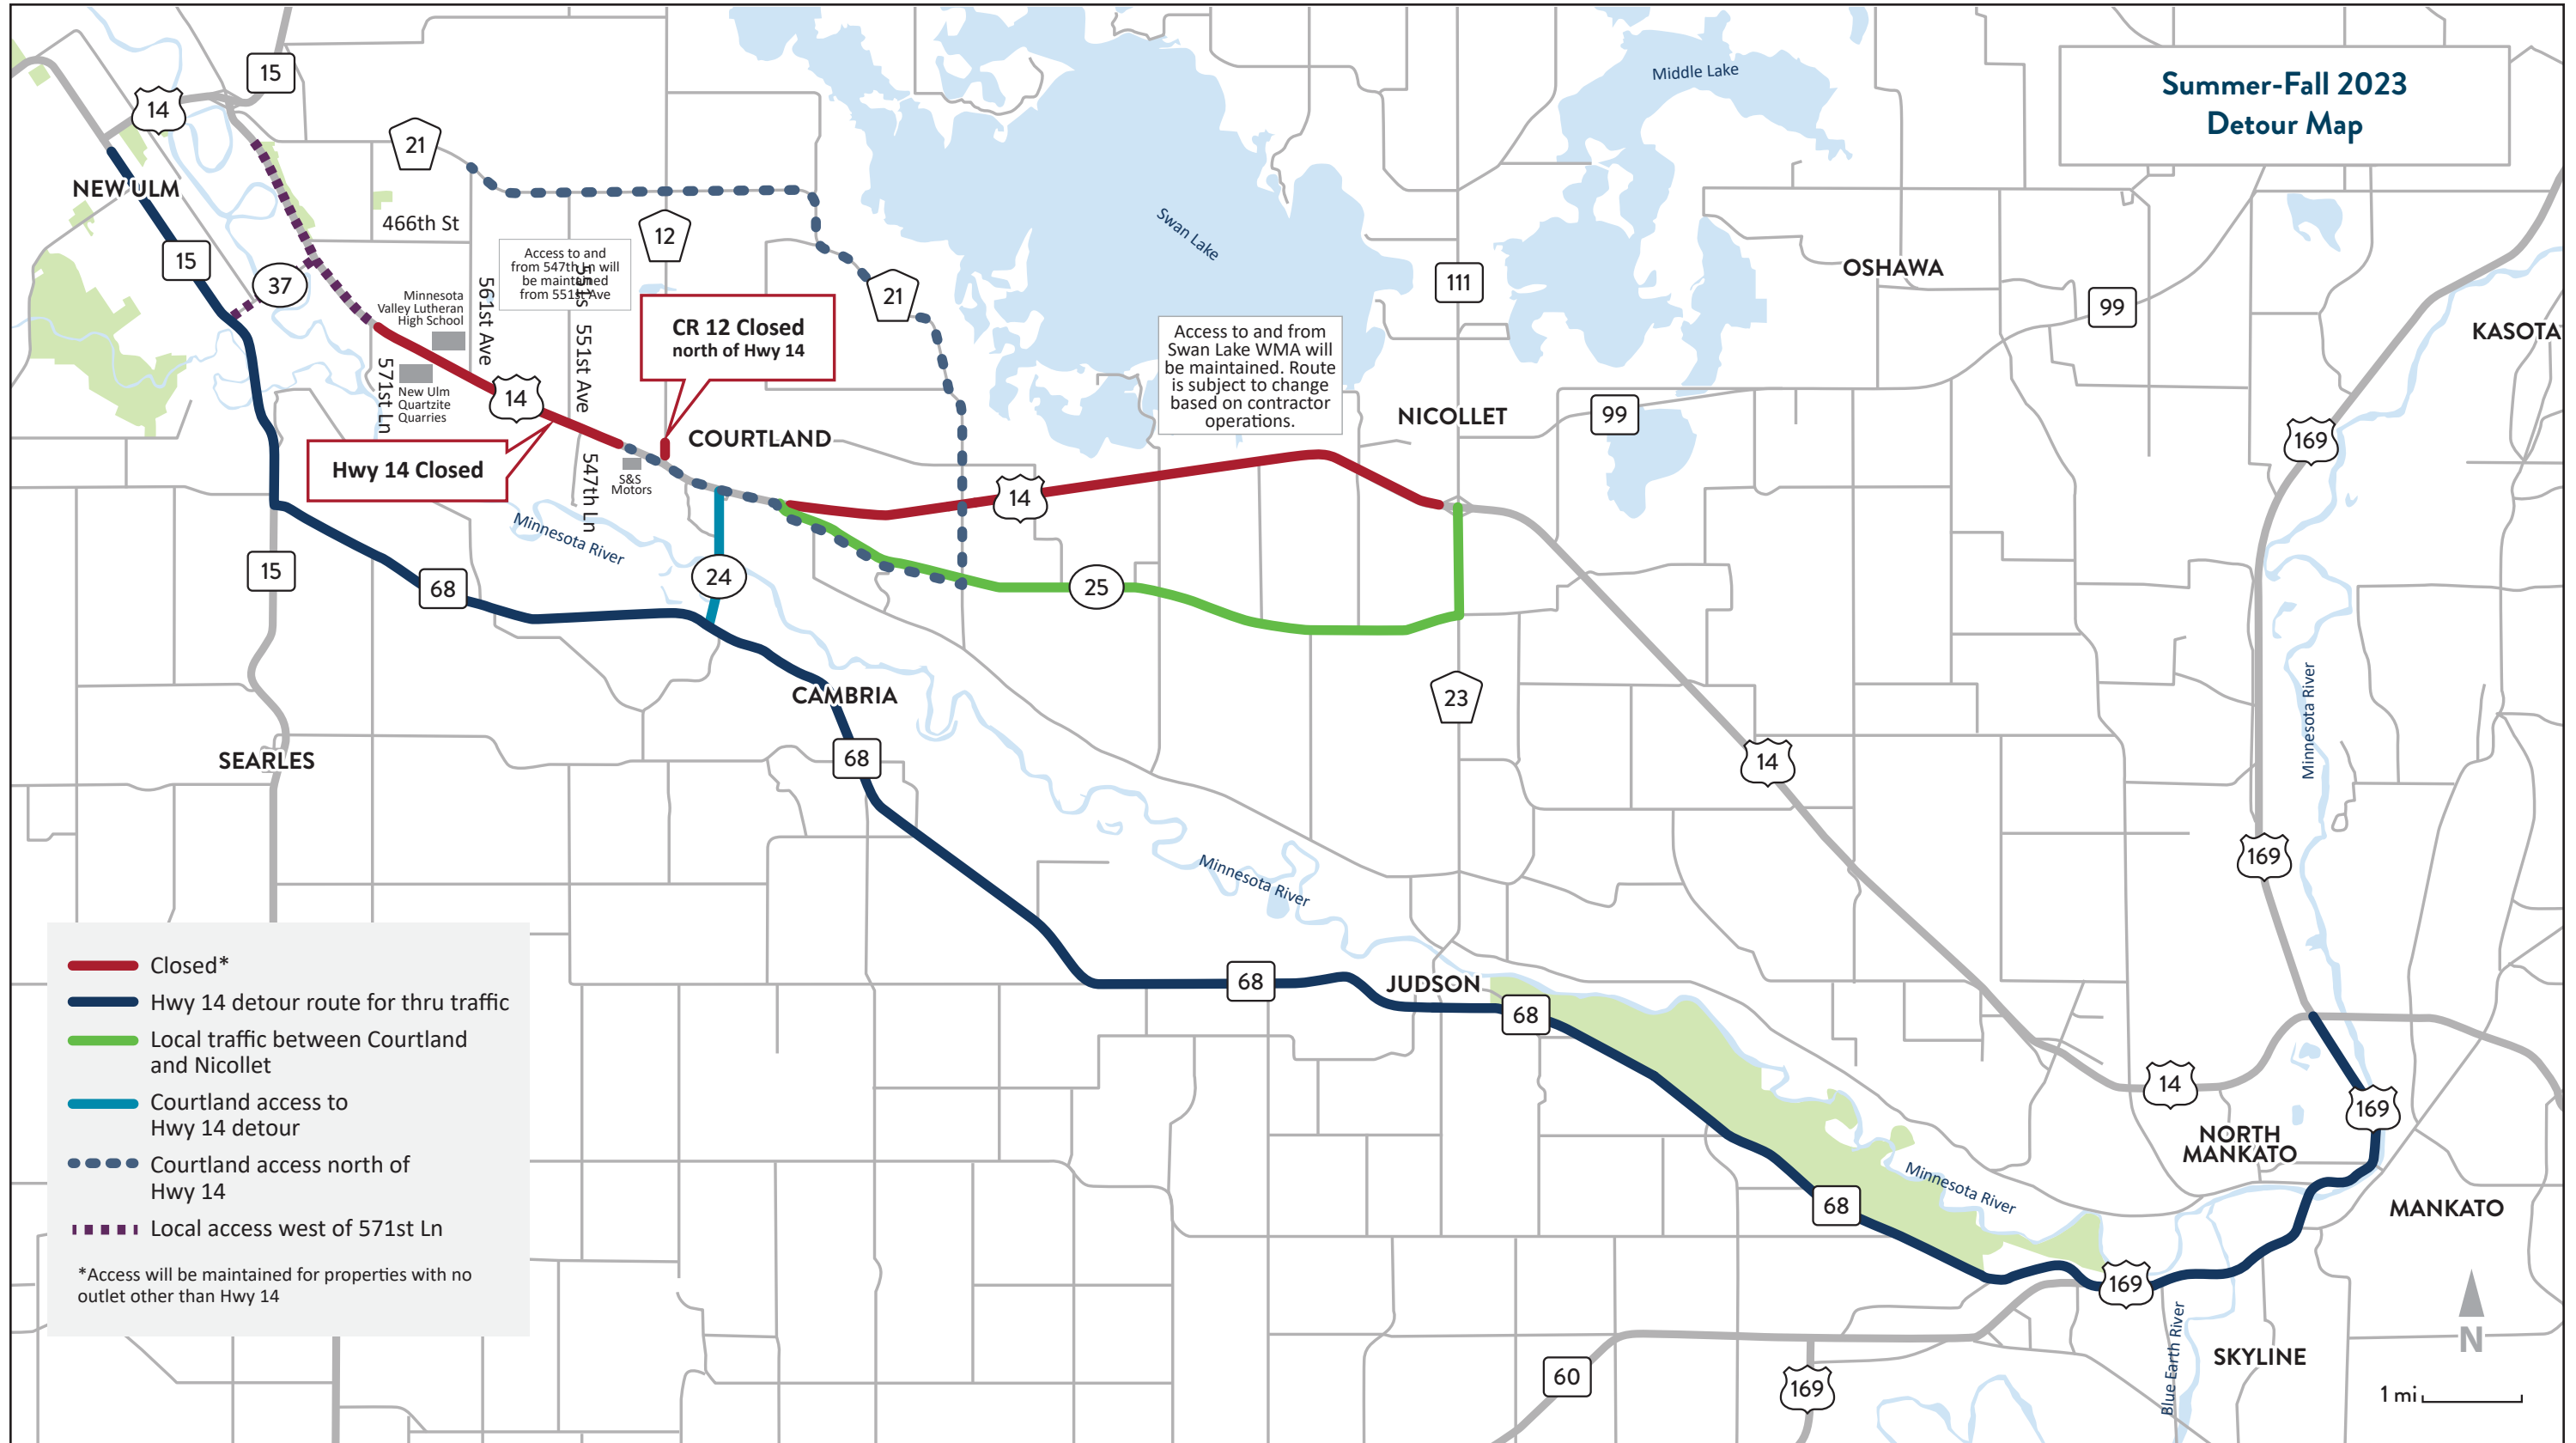 Summer-Fall 2023
Detour Map
15
14
21
NEW ULM
466th St
12
15
37
Access to and
from 547th Ln will
be maintained
from 551st Ave
561st Ave
551st Ave
Minnesota
Valley Lutheran
High School
571st Ln
New Ulm
Quartzite
Quarries
14
CR 12 Closed
north of Hwy 14
21
COURTLAND
Hwy 14 Closed
547th Ln
S&S
Motors
Minnesota River
Swan Lake
Middle Lake
111
Access to and from
Swan Lake WMA will
be maintained. Route
is subject to change
based on contractor
operations.
NICOLLET
OSHAWA
99
99
KASOTA
169
14
15
68
24
25
23
CAMBRIA
SEARLES
68
14
Minnesota River
169
Minnesota River
68
JUDSON
68
14
169
NORTH
MANKATO
MANKATO
Minnesota River
68
169
60
169
Blue Earth River
SKYLINE
N
1 mi
Closed*
Hwy 14 detour route for thru traffic
Local traffic between Courtland
and Nicollet
Courtland access to
Hwy 14 detour
Courtland access north of
Hwy 14
Local access west of 571st Ln
*Access will be maintained for properties with no
outlet other than Hwy 14